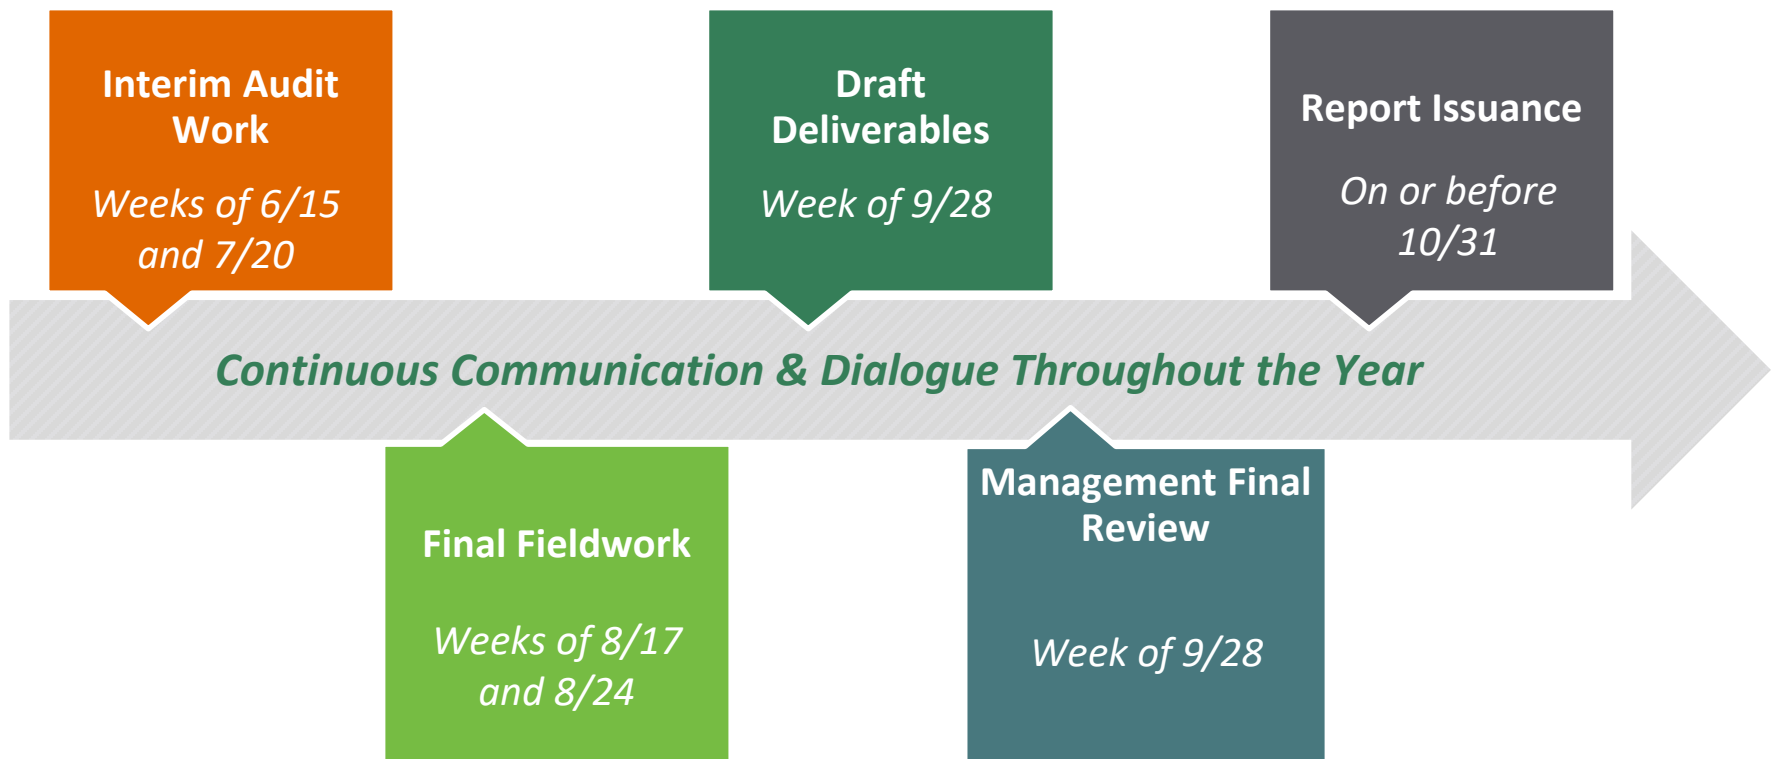 Interim Audit
Work
Weeks of 6/15
and 7/20
Draft
Deliverables
Week of 9/28
Report Issuance
On or before
10/31
Continuous Communication & Dialogue Throughout the Year
Final Fieldwork
Weeks of 8/17
and 8/24
Management Final
Review
Week of 9/28